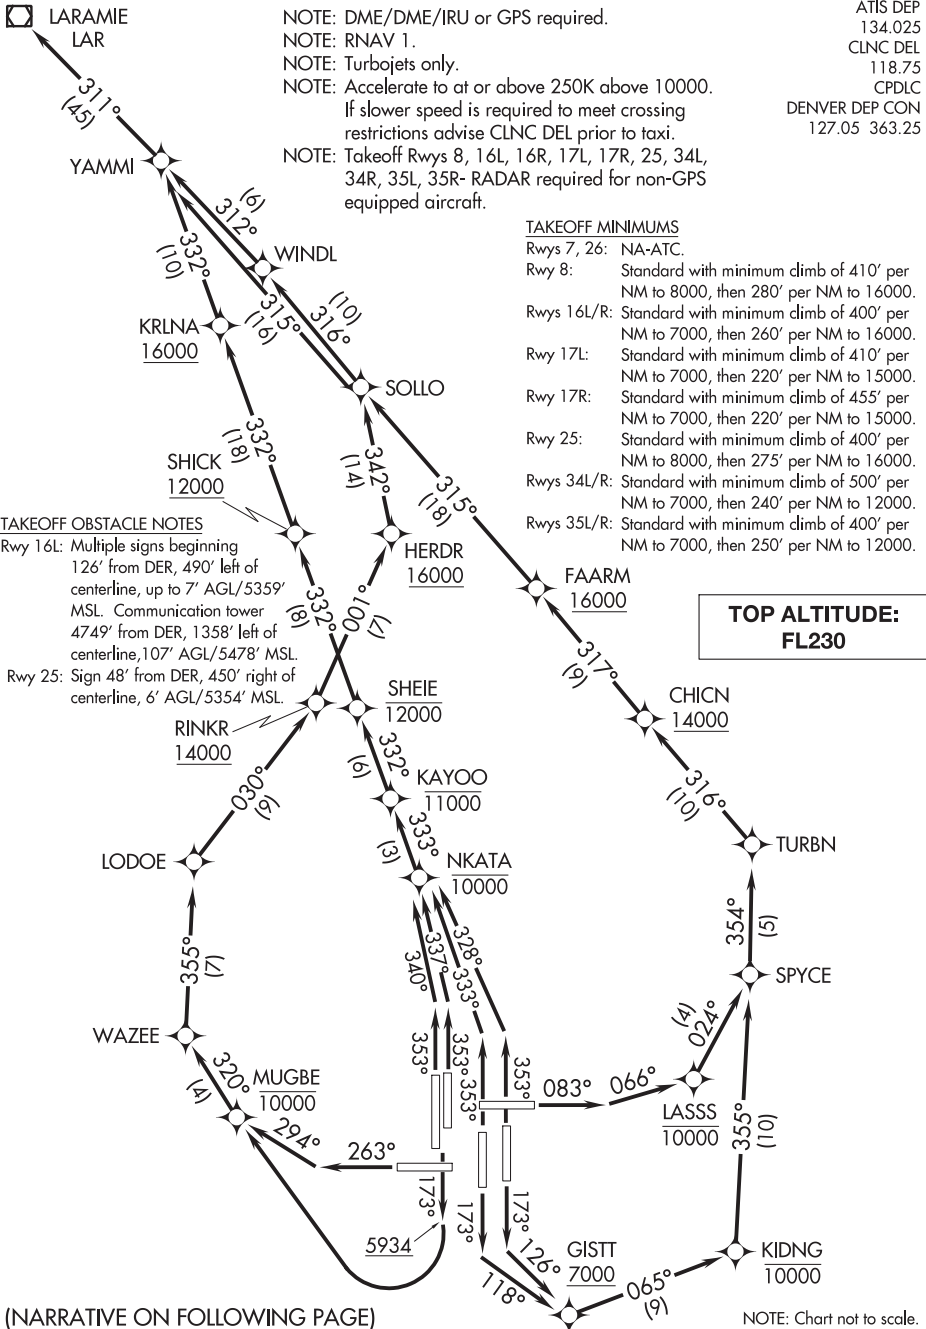 LARAMIE
LAR
NOTE: DME/DME/IRU or GPS required.
NOTE: RNAV 1.
NOTE: Turbojets only.
NOTE: Accelerate to at or above 250K above 10000.
If slower speed is required to meet crossing
restrictions advise CLNC DEL prior to taxi.
NOTE: Takeoff Rwys 8, 16L, 16R, 17L, 17R, 25, 34L,
34R, 35L, 35R- RADAR required for non-GPS
equipped aircraft.
ATIS DEP
134.025
CLNC DEL
118.75
CPDLC
DENVER DEP CON
127.05 363.25
TAKEOFF MINIMUMS
Rwys 7, 26: NA-ATC.
Rwy 8: Standard with minimum climb of 410' per
NM to 8000, then 280' per NM to 16000.
Rwys 16L/R: Standard with minimum climb of 400' per
NM to 7000, then 260' per NM to 16000.
Rwy 17L: Standard with minimum climb of 410' per
NM to 7000, then 220' per NM to 15000.
Rwy 17R: Standard with minimum climb of 455' per
NM to 7000, then 220' per NM to 15000.
Rwy 25: Standard with minimum climb of 400' per
NM to 8000, then 275' per NM to 16000.
Rwys 34L/R: Standard with minimum climb of 500' per
NM to 7000, then 240' per NM to 12000.
Rwys 35L/R: Standard with minimum climb of 400' per
NM to 7000, then 250' per NM to 12000.
311°
(45)
YAMMI
(6)
312°
WINDL
332°
(10)
315°
(16)
(10)
316°
KRLNA
16000
SOLLO
332°
(18)
SHICK
12000
342°
(14)
315°
(18)
TAKEOFF OBSTACLE NOTES
Rwy 16L: Multiple signs beginning
126' from DER, 490' left of
centerline, up to 7' AGL/5359'
MSL. Communication tower
4749' from DER, 1358' left of
centerline,107' AGL/5478' MSL.
Rwy 25: Sign 48' from DER, 450' right of
centerline, 6' AGL/5354' MSL.
HERDR
16000
FAARM
16000
TOP ALTITUDE:
FL230
332°
(8)
001°
(7)
317°
(9)
RINKR
14000
SHEIE
12000
CHICN
14000
030°
(9)
332°
(6)
KAYOO
11000
316°
(10)
333°
(3)
LODOE
NKATA
10000
TURBN
355°
(7)
340°
337°
333°
328°
354°
(5)
SPYCE
WAZEE
353°
353°
353°
353°
(4)
024°
320°
(4)
MUGBE
10000
083°
066°
LASSS
10000
355°
(10)
294°
263°
173°
173°
173°
5934
126°
118°
GISTT
7000
065°
(9)
KIDNG
10000
(NARRATIVE ON FOLLOWING PAGE)
NOTE: Chart not to scale.